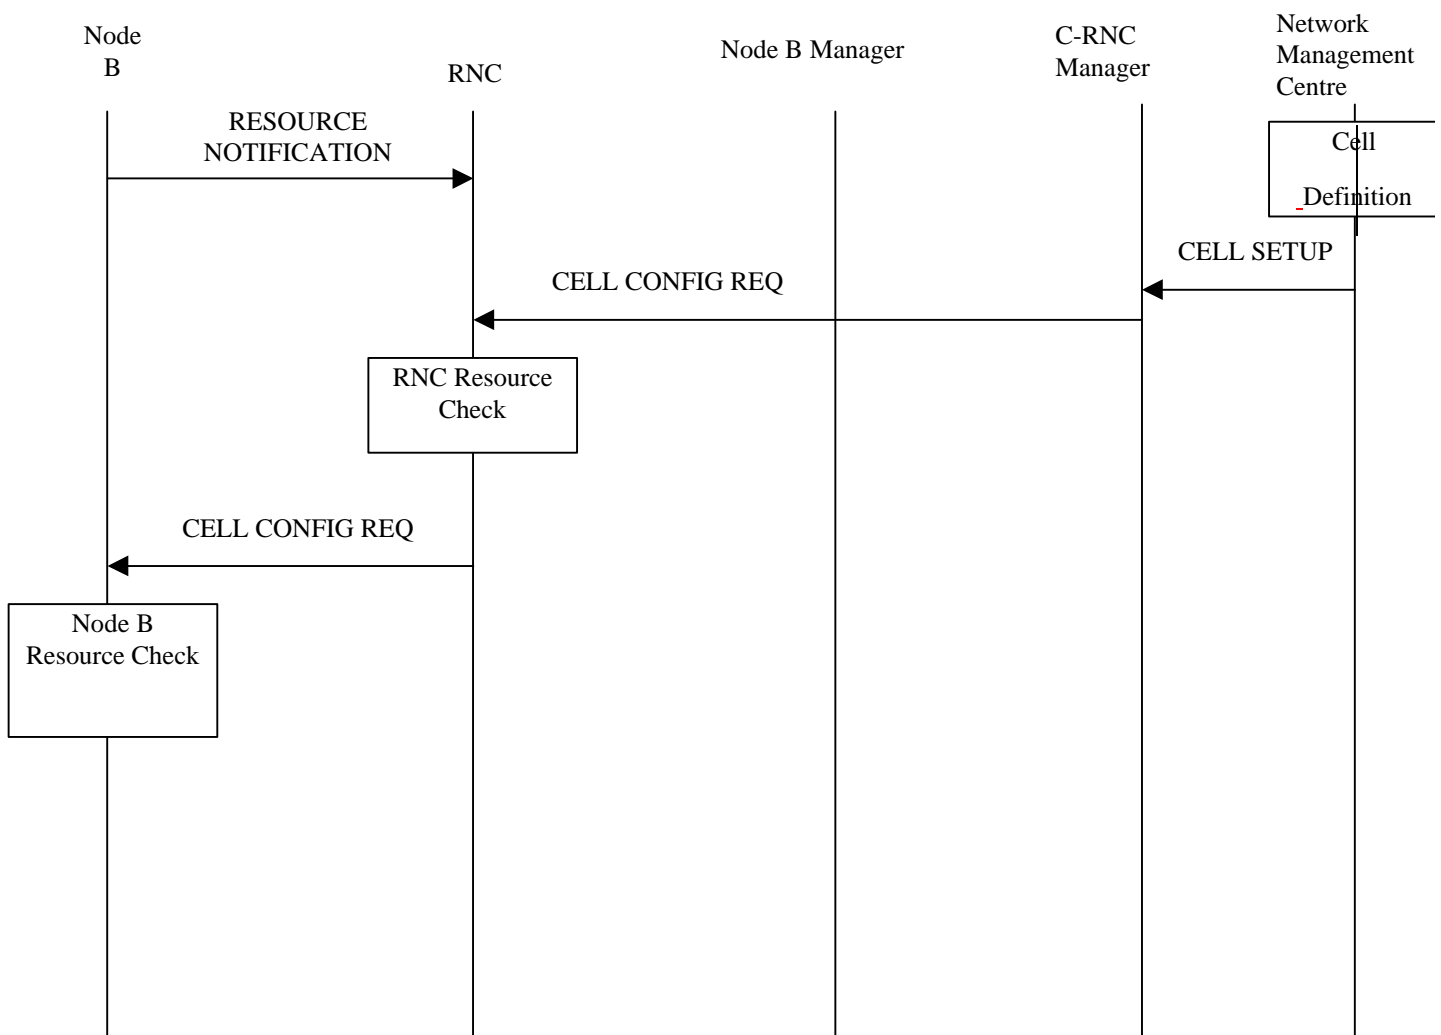 Node
B
RNC
Node B Manager
C-RNC
Manager
Network
Management
Centre
RESOURCE
NOTIFICATION
Cell
Definition
CELL SETUP
CELL CONFIG REQ
RNC Resource
Check
CELL CONFIG REQ
Node B
Resource Check